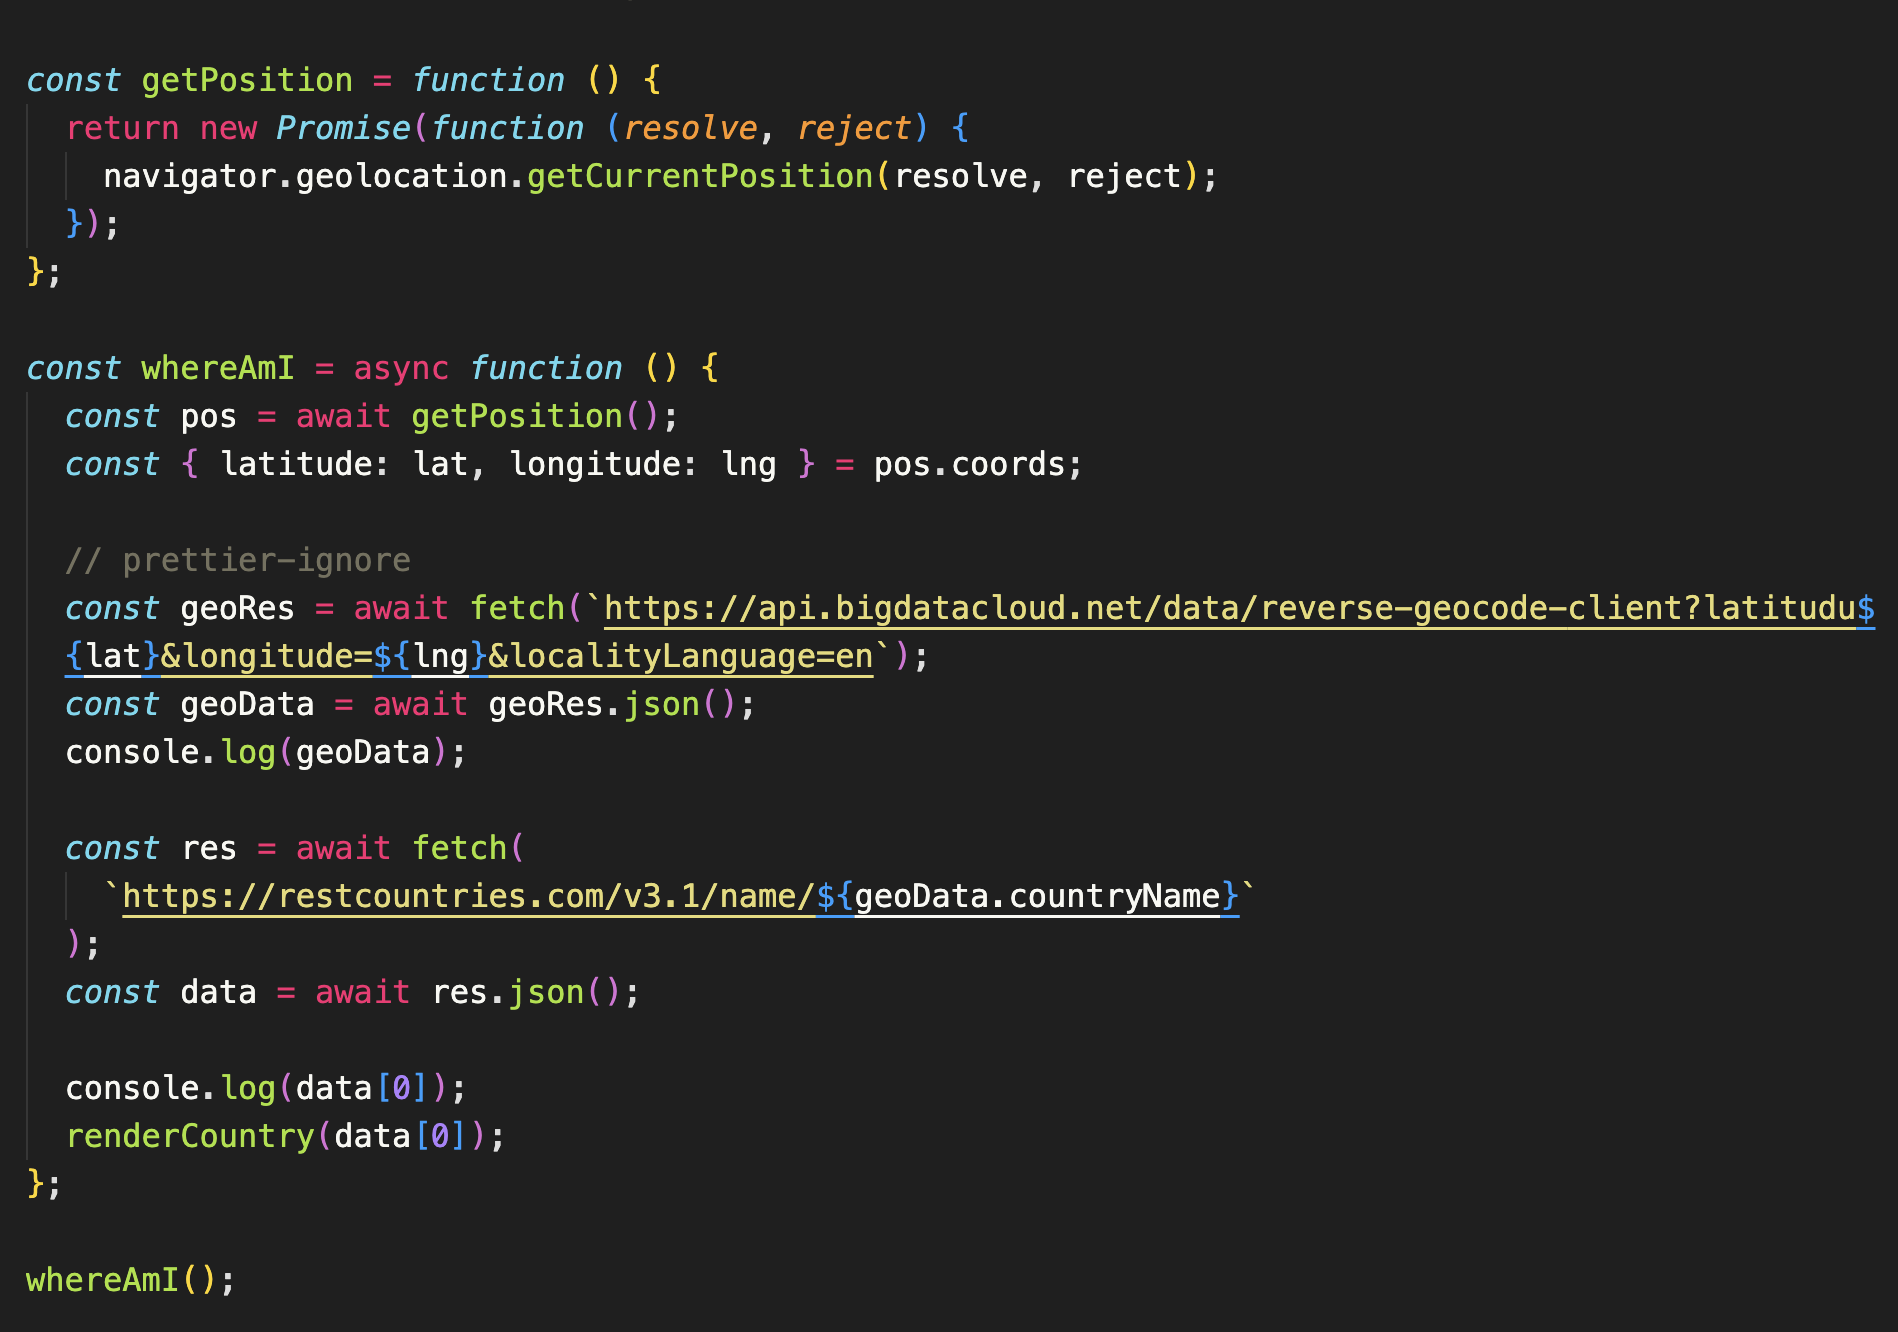 const getPosition = function () {
return new Promise(function (resolve, reject) {
navigator.geolocation.getCurrentPosition(resolve, reject);
});
};
const whereAmI = async function () {
const pos = await getPosition();
const { latitude: lat, longitude: lng } = pos.coords;
// prettier-ignore
const geoRes = await fetch(`https://api.bigdatacloud.net/data/reverse-geocode-client?latitudu$
{lat}&longitude=${lng}&localityLanguage=en`);
const geoData = await geoRes.json();
console.log(geoData);
const res = await fetch(
`https://restcountries.com/v3.1/name/${geoData.countryName}`
);
const data = await res.json();
console.log(data[0]);
renderCountry(data[0]);
};
whereAmI();